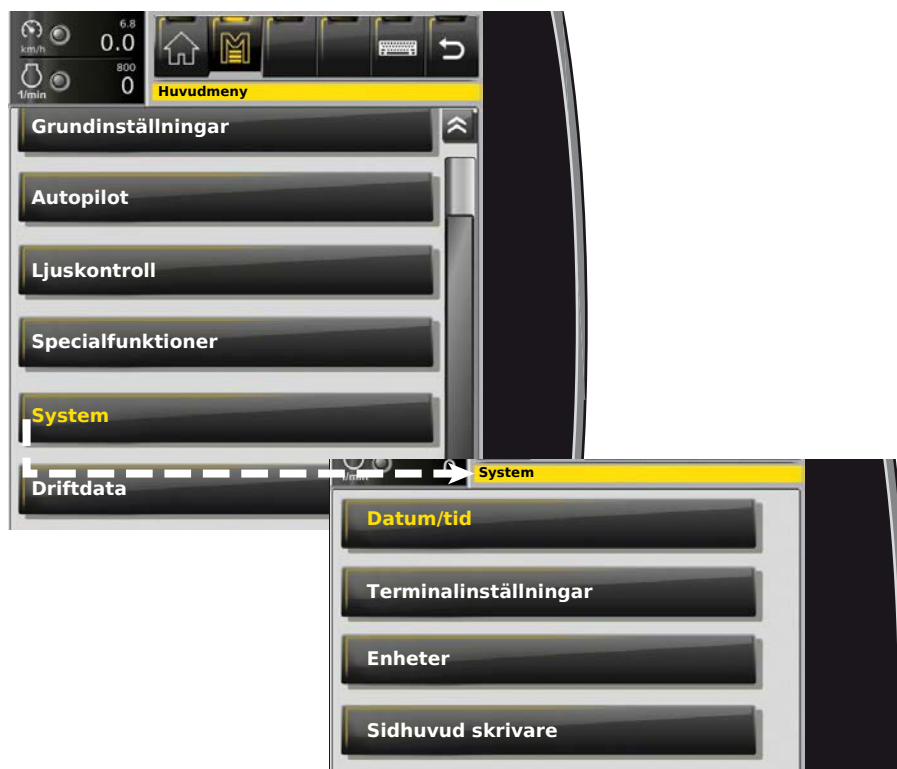 6.8
km/h 0.0
800
1/min 0
Huvudmeny
Grundinställningar
Autopilot
Ljuskontroll
Specialfunktioner
System
Driftdata
System
Datum/tid
Terminalinställningar
Enheter
Sidhuvud skrivare